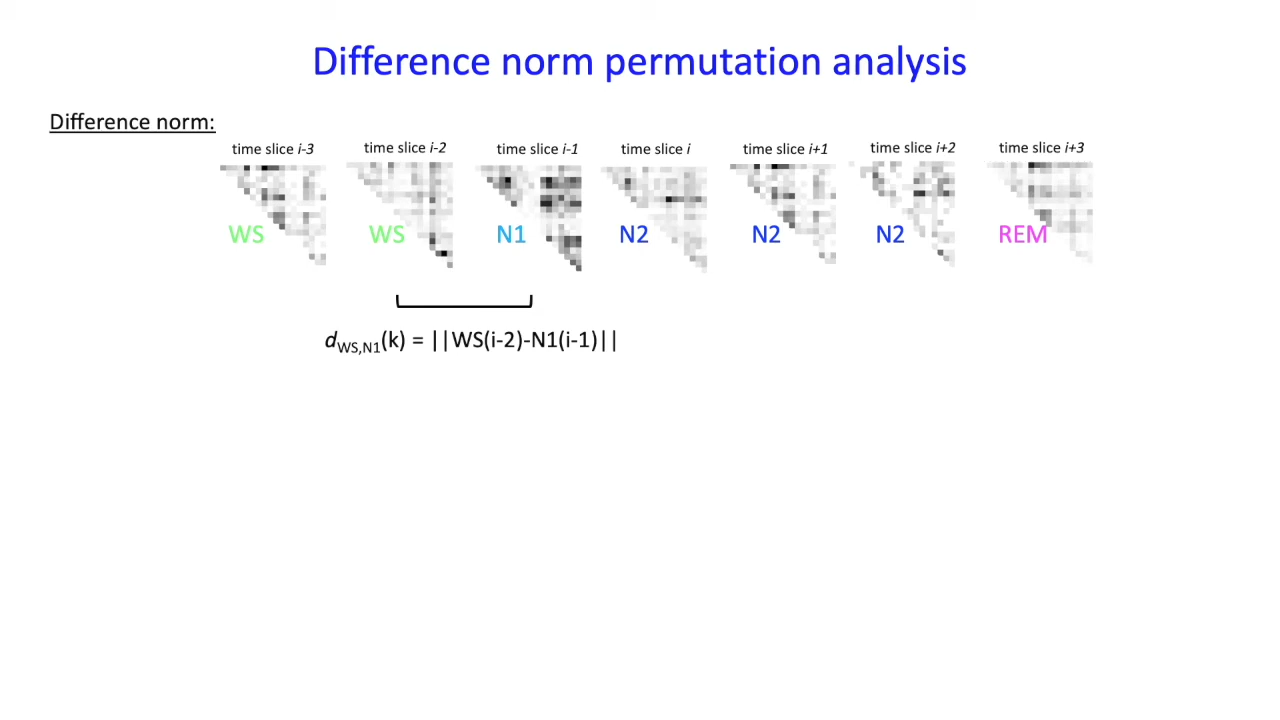 Difference norm permutation analysis
Difference norm:
time slice i-3 time slice i-2 time slice i-1 time slice i time slice i+1 time slice i+2 time slice i+3
WS WS N1 N2 N2 N2 REM
d_WS,N1(k) = ||WS(i-2)-N1(i-1)||